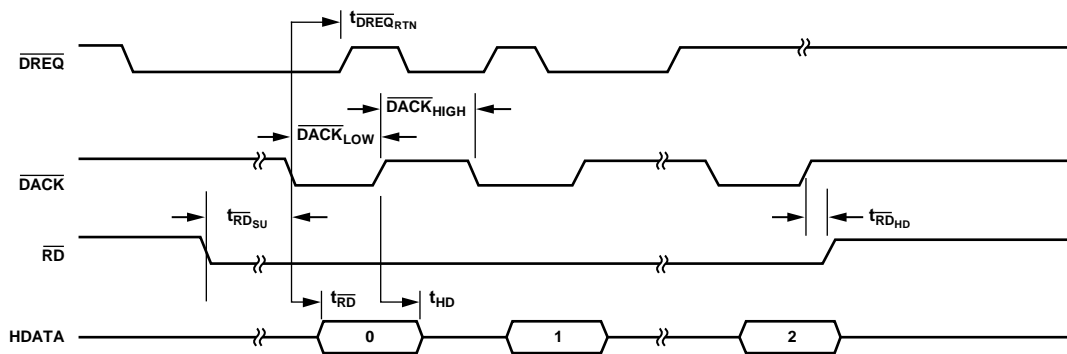 tDREQRTN
DREQ
DACKHIGH
DACKLOW
DACK
tRDSU
tRDHD
RD
tRD
tHD
HDATA
0
1
2